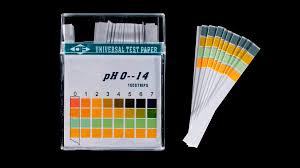 UNIVERSAL TEST PAPER
pH 0--14
100STRIPS
0 1 2 3 4 5 6 7